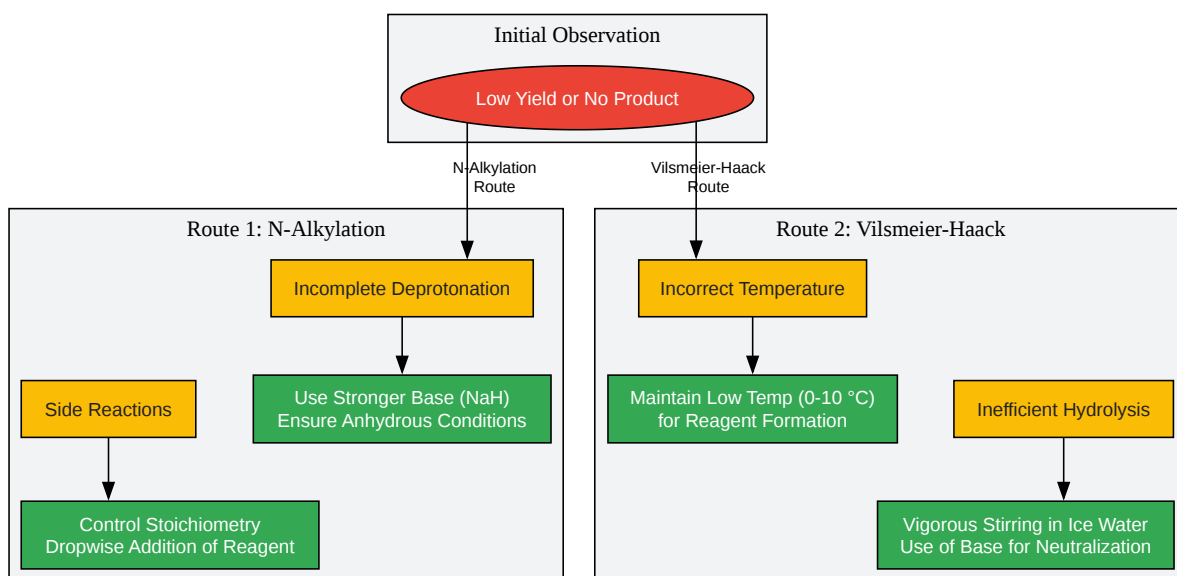 Initial Observation
Low Yield or No Product
N-Alkylation
Route
Vilsmeier-Haack
Route
Route 1: N-Alkylation
Incomplete Deprotonation
Use Stronger Base (NaH)
Ensure Anhydrous Conditions
Side Reactions
Control Stoichiometry
Dropwise Addition of Reagent
Route 2: Vilsmeier-Haack
Incorrect Temperature
Maintain Low Temp (0-10 °C)
for Reagent Formation
Inefficient Hydrolysis
Vigorous Stirring in Ice Water
Use of Base for Neutralization